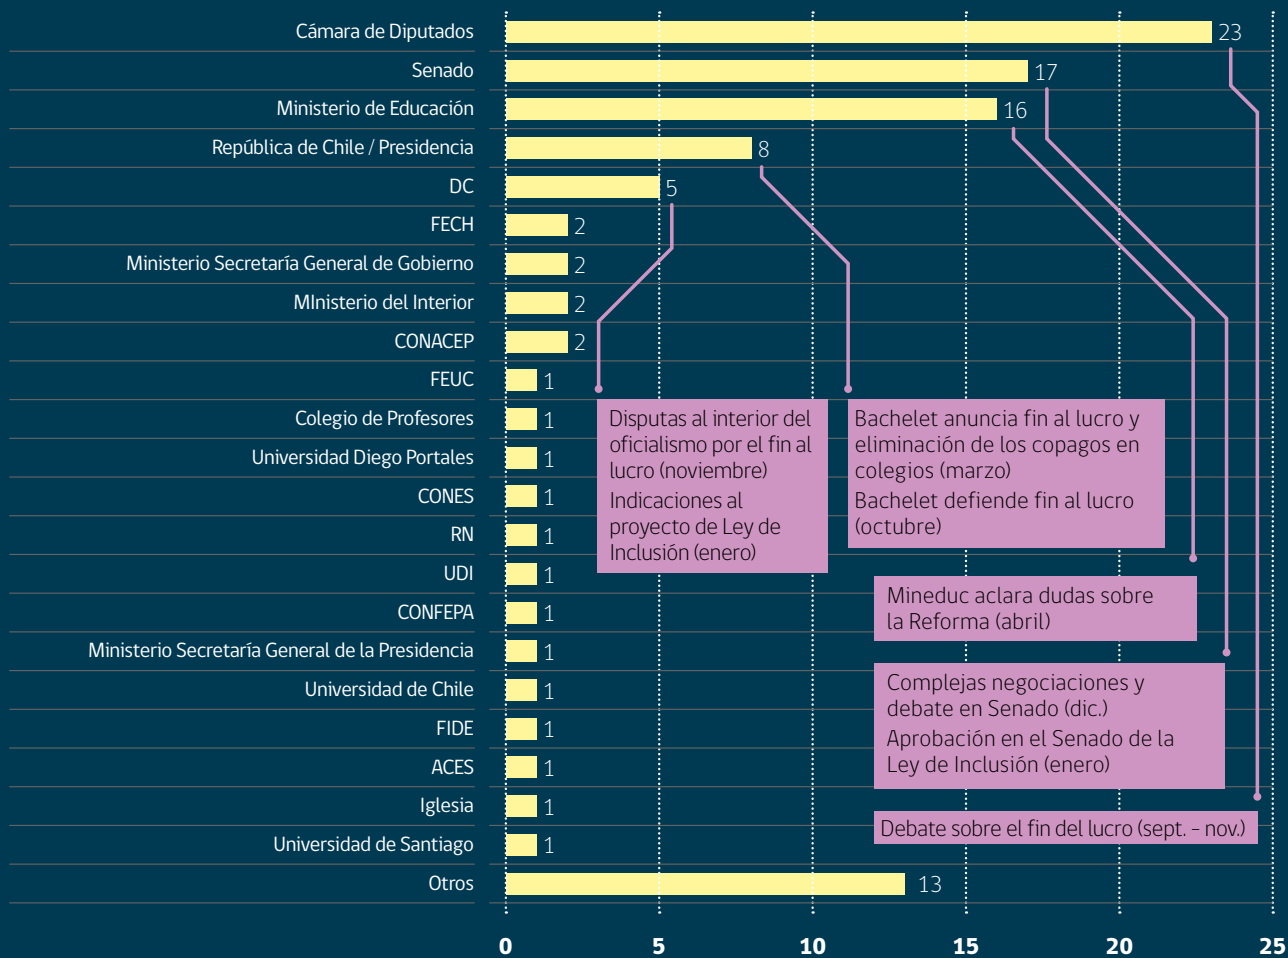 Cámara de Diputados 23
Senado 17
Ministerio de Educación 16
República de Chile / Presidencia 8
DC 5
FECH 2
Ministerio Secretaría General de Gobierno 2
MInisterio del Interior 2
CONACEP 2
FEUC 1
Colegio de Profesores 1
Universidad Diego Portales 1
CONES 1
RN 1
UDI 1
CONFEPA 1
Ministerio Secretaría General de la Presidencia 1
Universidad de Chile 1
FIDE 1
ACES 1
Iglesia 1
Universidad de Santiago 1
Otros 13
Disputas al interior del
oficialismo por el fin al
lucro (noviembre)
Indicaciones al
proyecto de Ley de
Inclusión (enero)
Bachelet anuncia fin al lucro y
eliminación de los copagos en
colegios (marzo)
Bachelet defiende fin al lucro
(octubre)
Mineduc aclara dudas sobre
la Reforma (abril)
Complejas negociaciones y
debate en Senado (dic.)
Aprobación en el Senado de la
Ley de Inclusión (enero)
Debate sobre el fin del lucro (sept. - nov.)
0 5 10 15 20 25